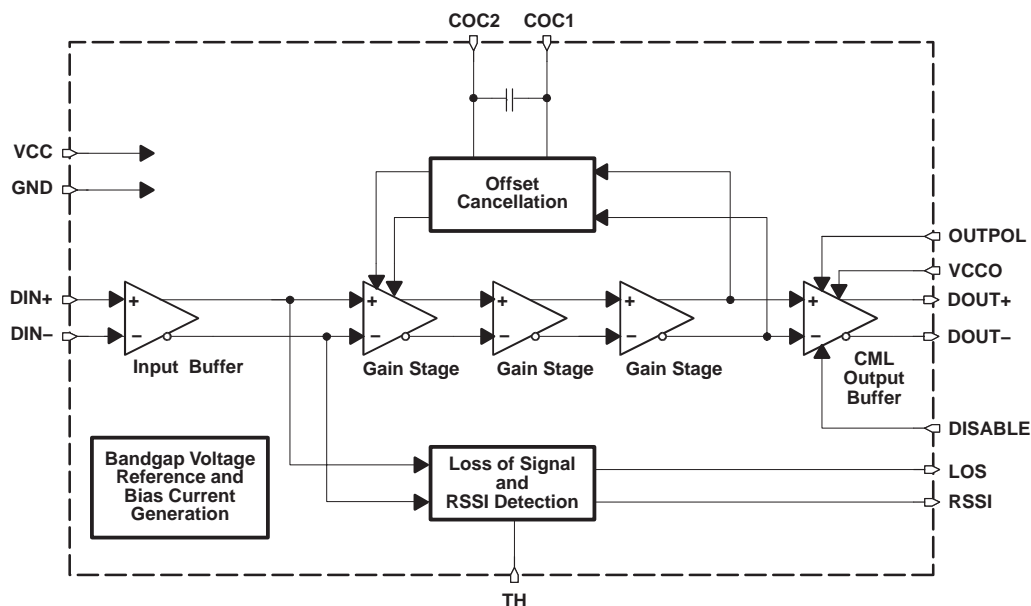 COC2 COC1
VCC
GND
Offset
Cancellation
OUTPOL
VCCO
DIN+
DOUT+
DIN−
DOUT−
+
−
+
−
+
−
+
−
+
−
Input Buffer
Gain Stage
Gain Stage
Gain Stage
CML
Output
Buffer
DISABLE
Bandgap Voltage
Reference and
Bias Current
Generation
Loss of Signal
and
RSSI Detection
LOS
RSSI
TH